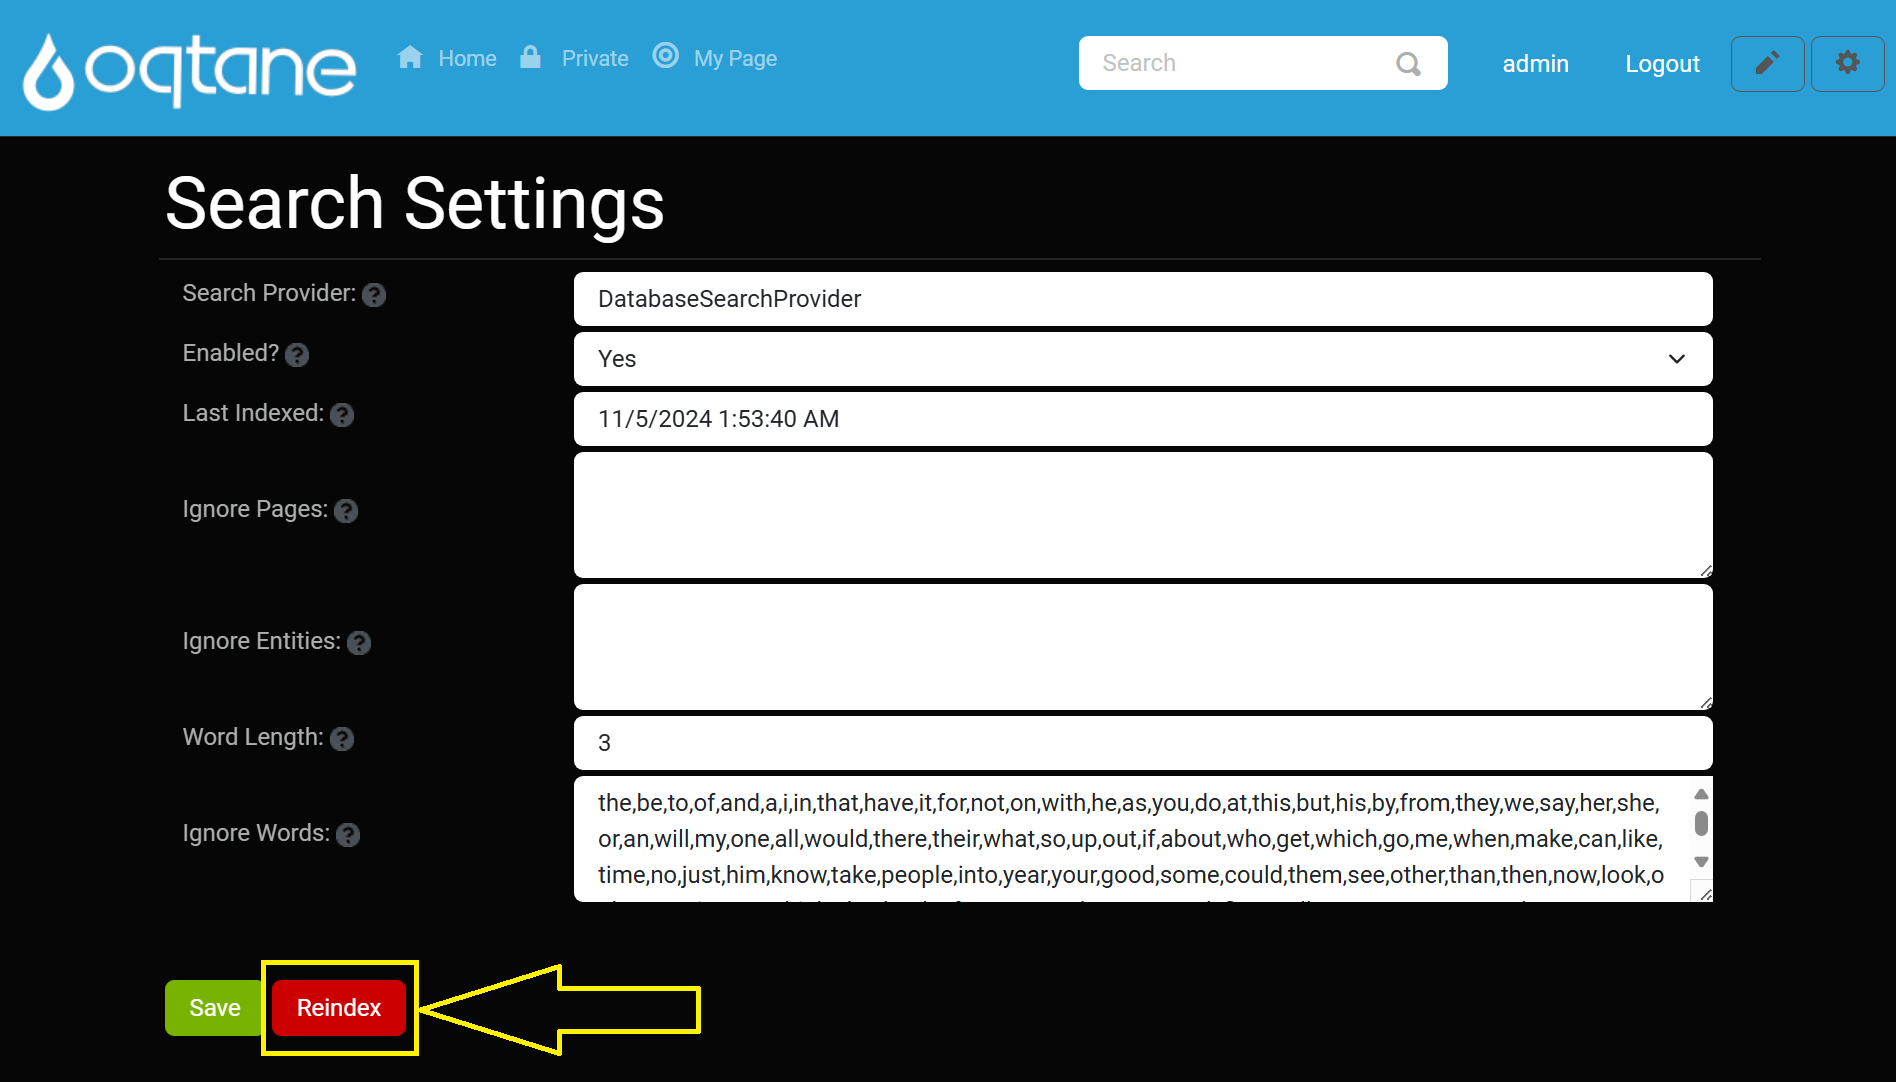 oqtane
Home
Private
My Page
Search
admin
Logout
Search Settings
Search Provider:
DatabaseSearchProvider
Enabled?
Yes
Last Indexed:
11/5/2024 1:53:40 AM
Ignore Pages:
Ignore Entities:
Word Length:
3
Ignore Words:
the,be,to,of,and,a,i,in,that,have,it,for,not,on,with,he,as,you,do,at,this,but,his,by,from,they,we,say,her,she,
or,an,will,my,one,all,would,there,their,what,so,up,out,if,about,who,get,which,go,me,when,make,can,like,
time,no,just,him,know,take,people,into,year,your,good,some,could,them,see,other,than,then,now,look,o
Save
Reindex